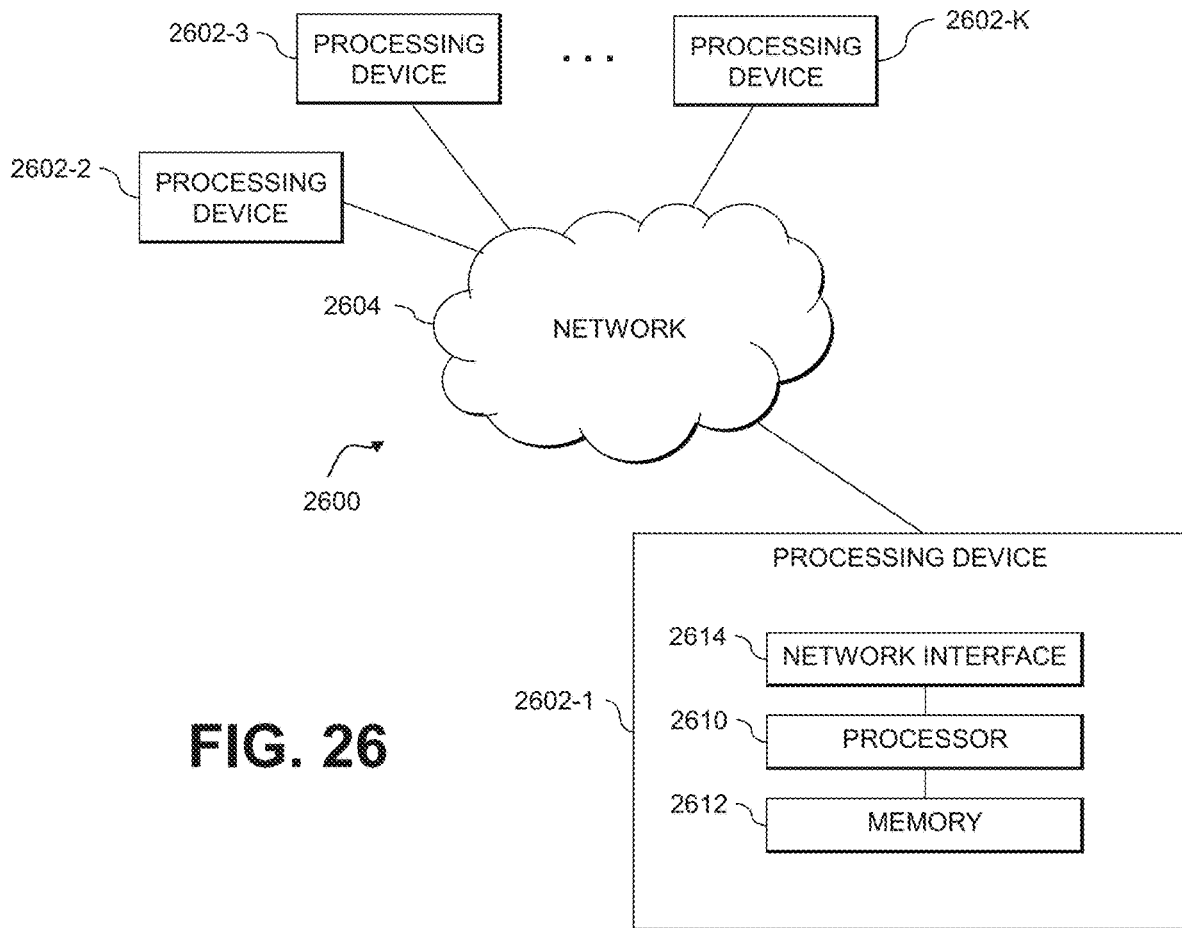 2602-3
PROCESSING
DEVICE
. . .
PROCESSING
DEVICE
2602-K
2602-2
PROCESSING
DEVICE
2604
NETWORK
2600
PROCESSING DEVICE
2614
NETWORK INTERFACE
2602-1
2610
PROCESSOR
2612
MEMORY
FIG. 26